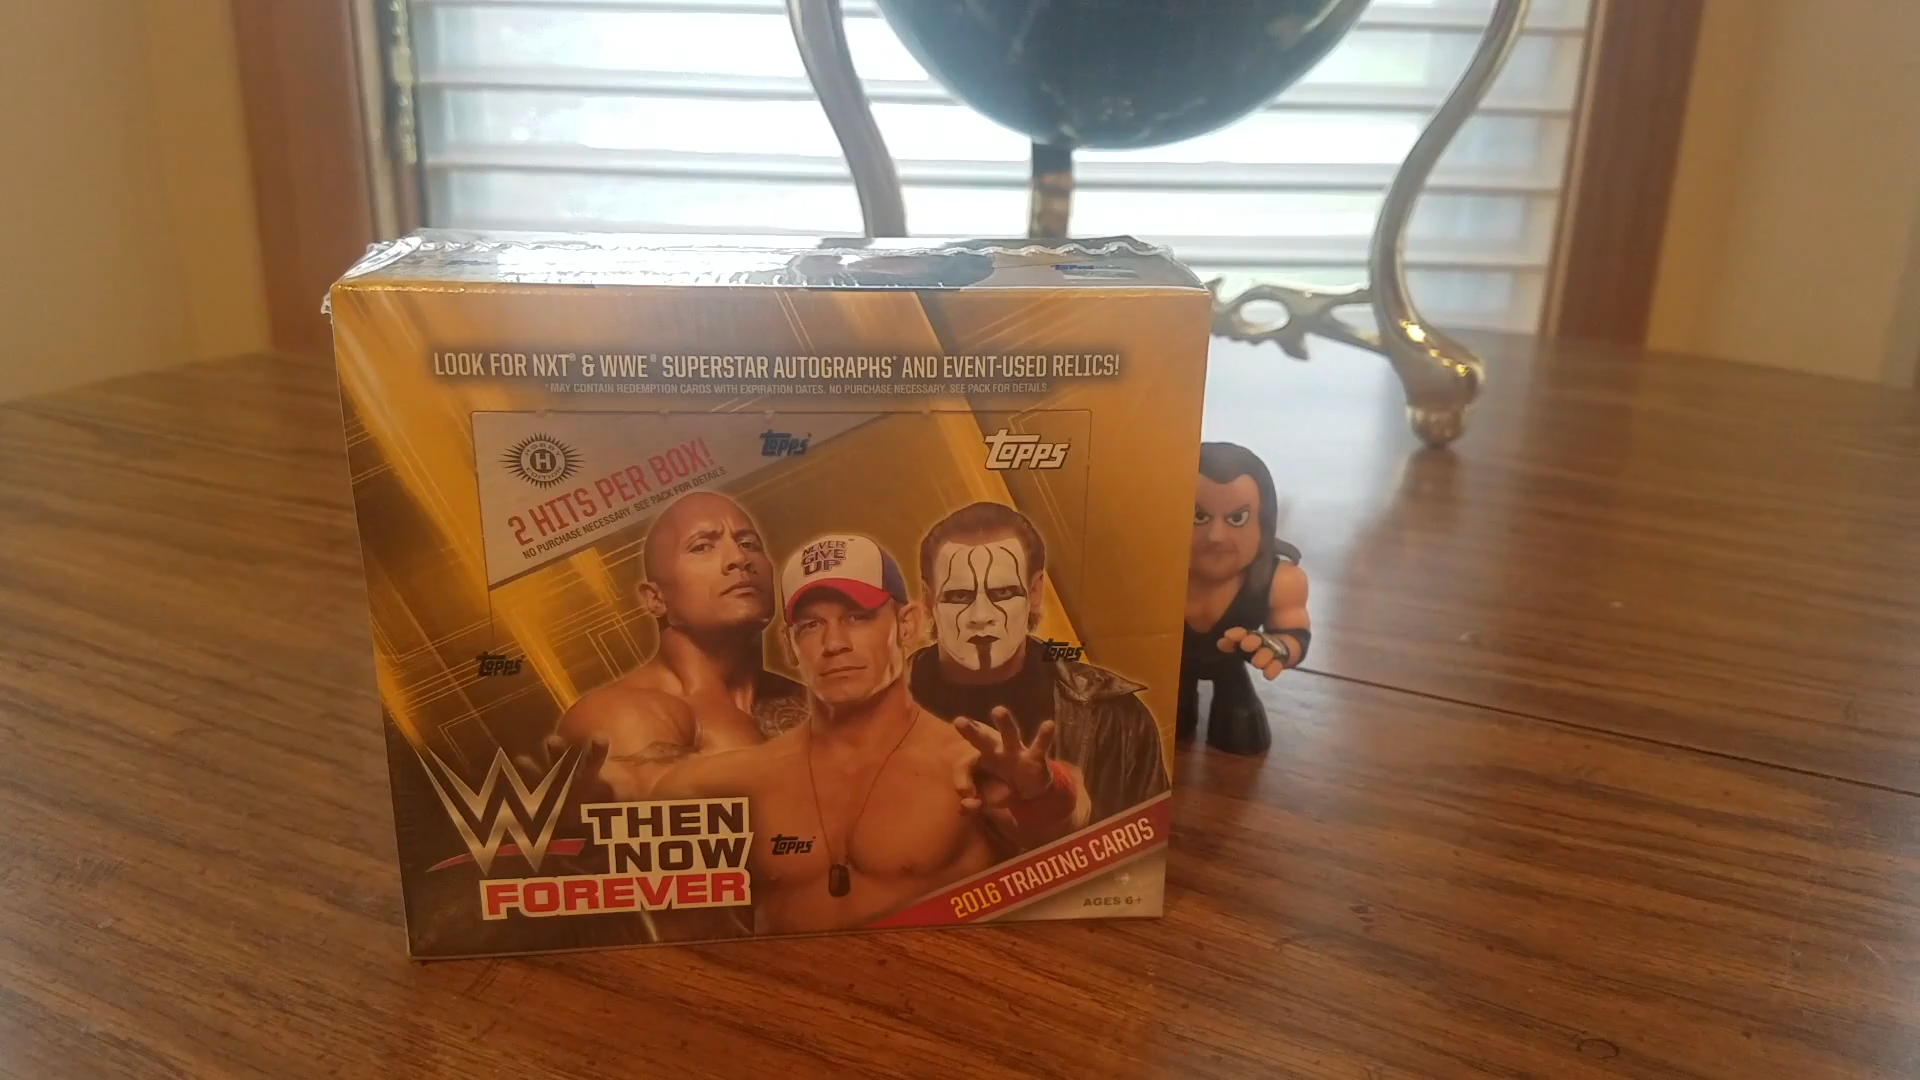 LOOK FOR NXT® & WWE® SUPERSTAR AUTOGRAPHS* AND EVENT-USED RELICS!
*MAY CONTAIN REDEMPTION CARDS WITH EXPIRATION DATES. NO PURCHASE NECESSARY. SEE PACK FOR DETAILS.
HOBBY
H
EDITION
2 HITS PER BOX!
NO PURCHASE NECESSARY. SEE PACK FOR DETAILS.
Topps
Topps
NEVER
GIVE
UP
Topps
Topps
W
THEN
NOW
FOREVER
Topps
2016 TRADING CARDS
AGES 6+